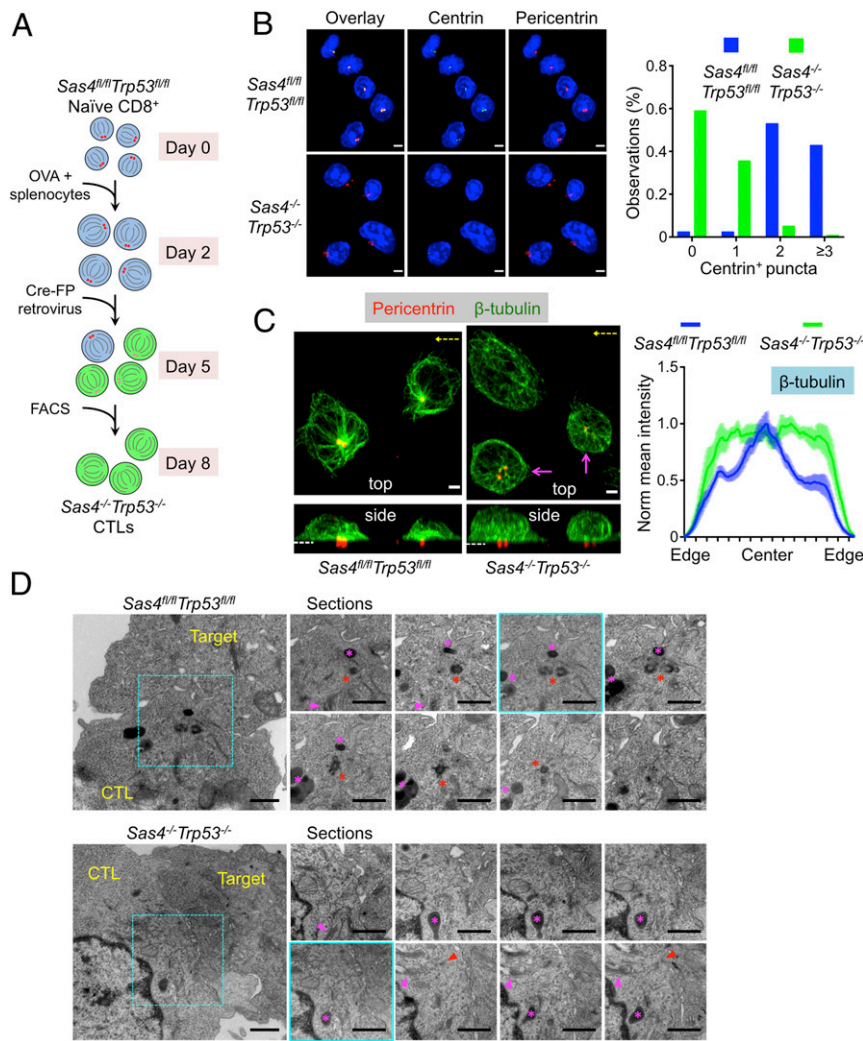 A
Sas4fl/flTrp53fl/fl
Naïve CD8+
Day 0
OVA +
splenocytes
Day 2
Cre-FP
retrovirus
Day 5
FACS
Day 8
Sas4-/-Trp53-/-
CTLs
B
Overlay
Centrin
Pericentrin
Sas4fl/fl
Trp53fl/fl
Sas4-/-
Trp53-/-
Sas4fl/fl
Trp53fl/fl
Sas4-/-
Trp53-/-
Observations (%)
0.8
0.6
0.4
0.2
0
0
1
2
≥3
Centrin+ puncta
C
Pericentrin
β-tubulin
top
top
side
side
Sas4fl/flTrp53fl/fl
Sas4-/-Trp53-/-
Sas4fl/flTrp53fl/fl
Sas4-/-Trp53-/-
β-tubulin
Norm mean intensity
1.5
1.0
0.5
0
Edge
Center
Edge
D
Sas4fl/flTrp53fl/fl
Sections
Target
CTL
Sas4-/-Trp53-/-
Sections
CTL
Target